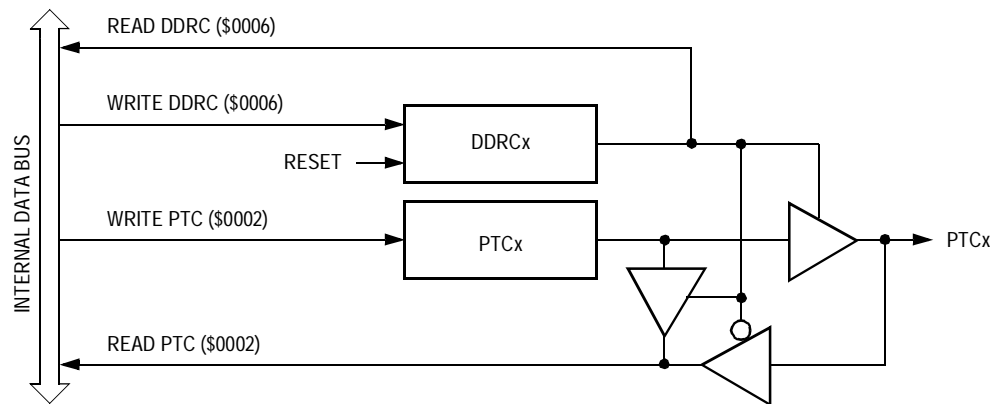 READ DDRC ($0006)
WRITE DDRC ($0006)
DDRCx
RESET
WRITE PTC ($0002)
PTCx
PTCx
READ PTC ($0002)
INTERNAL DATA BUS